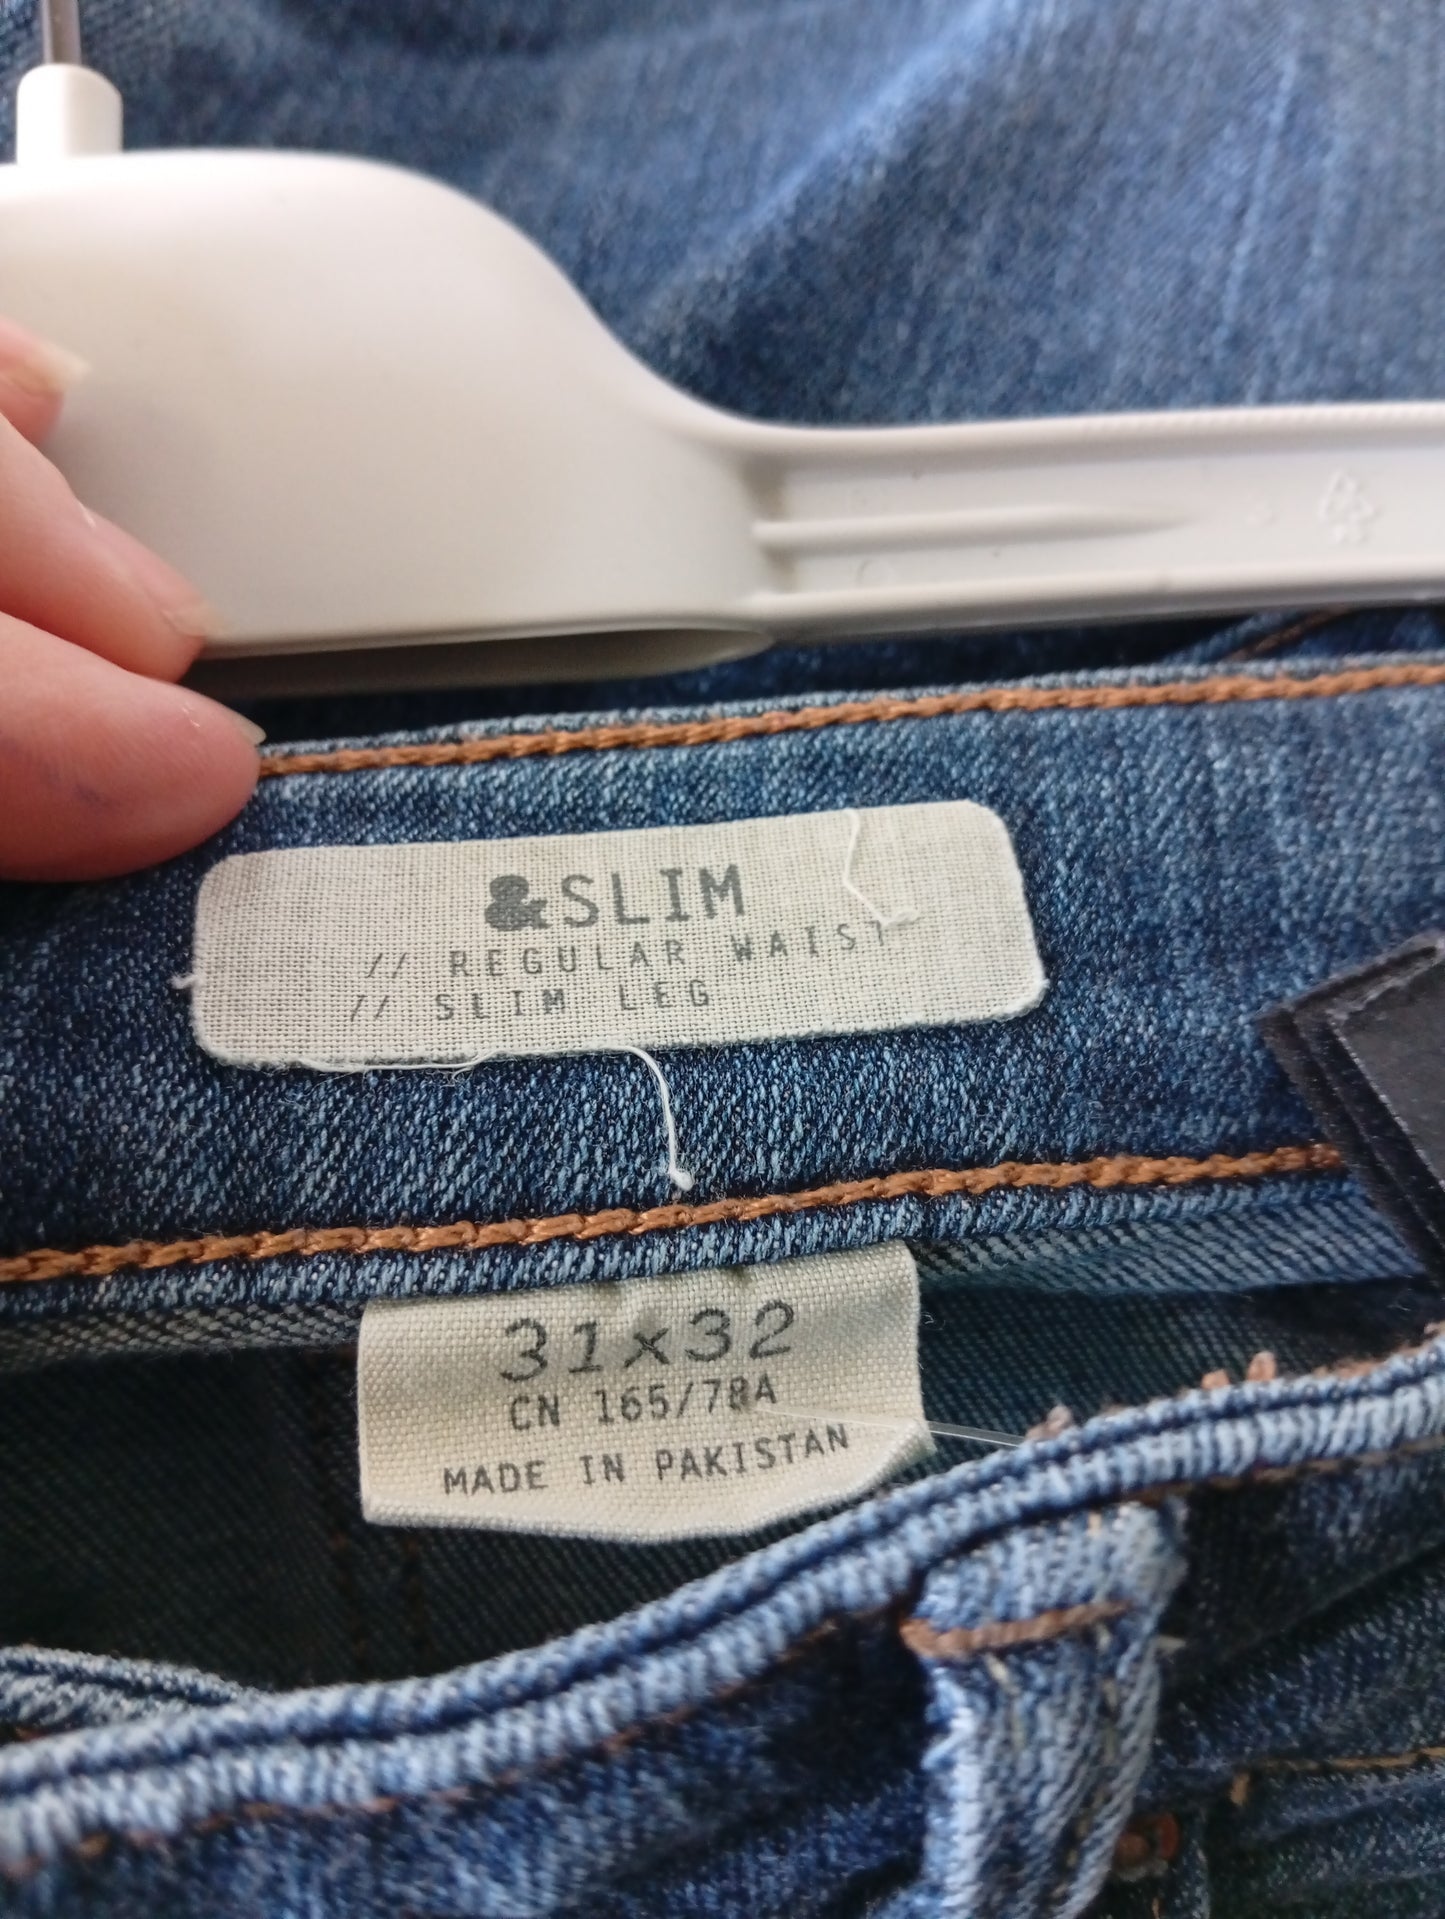 &SLIM
// REGULAR WAIST
// SLIM LEG
31x32
CN 165/78A
MADE IN PAKISTAN